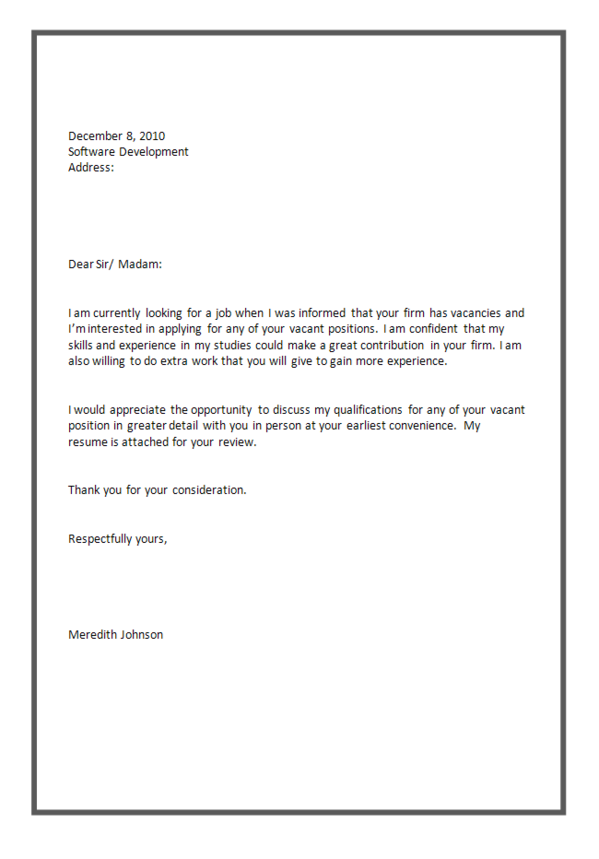 December 8, 2010
Software Development
Address:
Dear Sir/ Madam:
I am currently looking for a job when I was informed that your firm has vacancies and
I'm interested in applying for any of your vacant positions. I am confident that my
skills and experience in my studies could make a great contribution in your firm. I am
also willing to do extra work that you will give to gain more experience.
I would appreciate the opportunity to discuss my qualifications for any of your vacant
position in greater detail with you in person at your earliest convenience. My
resume is attached for your review.
Thank you for your consideration.
Respectfully yours,
Meredith Johnson